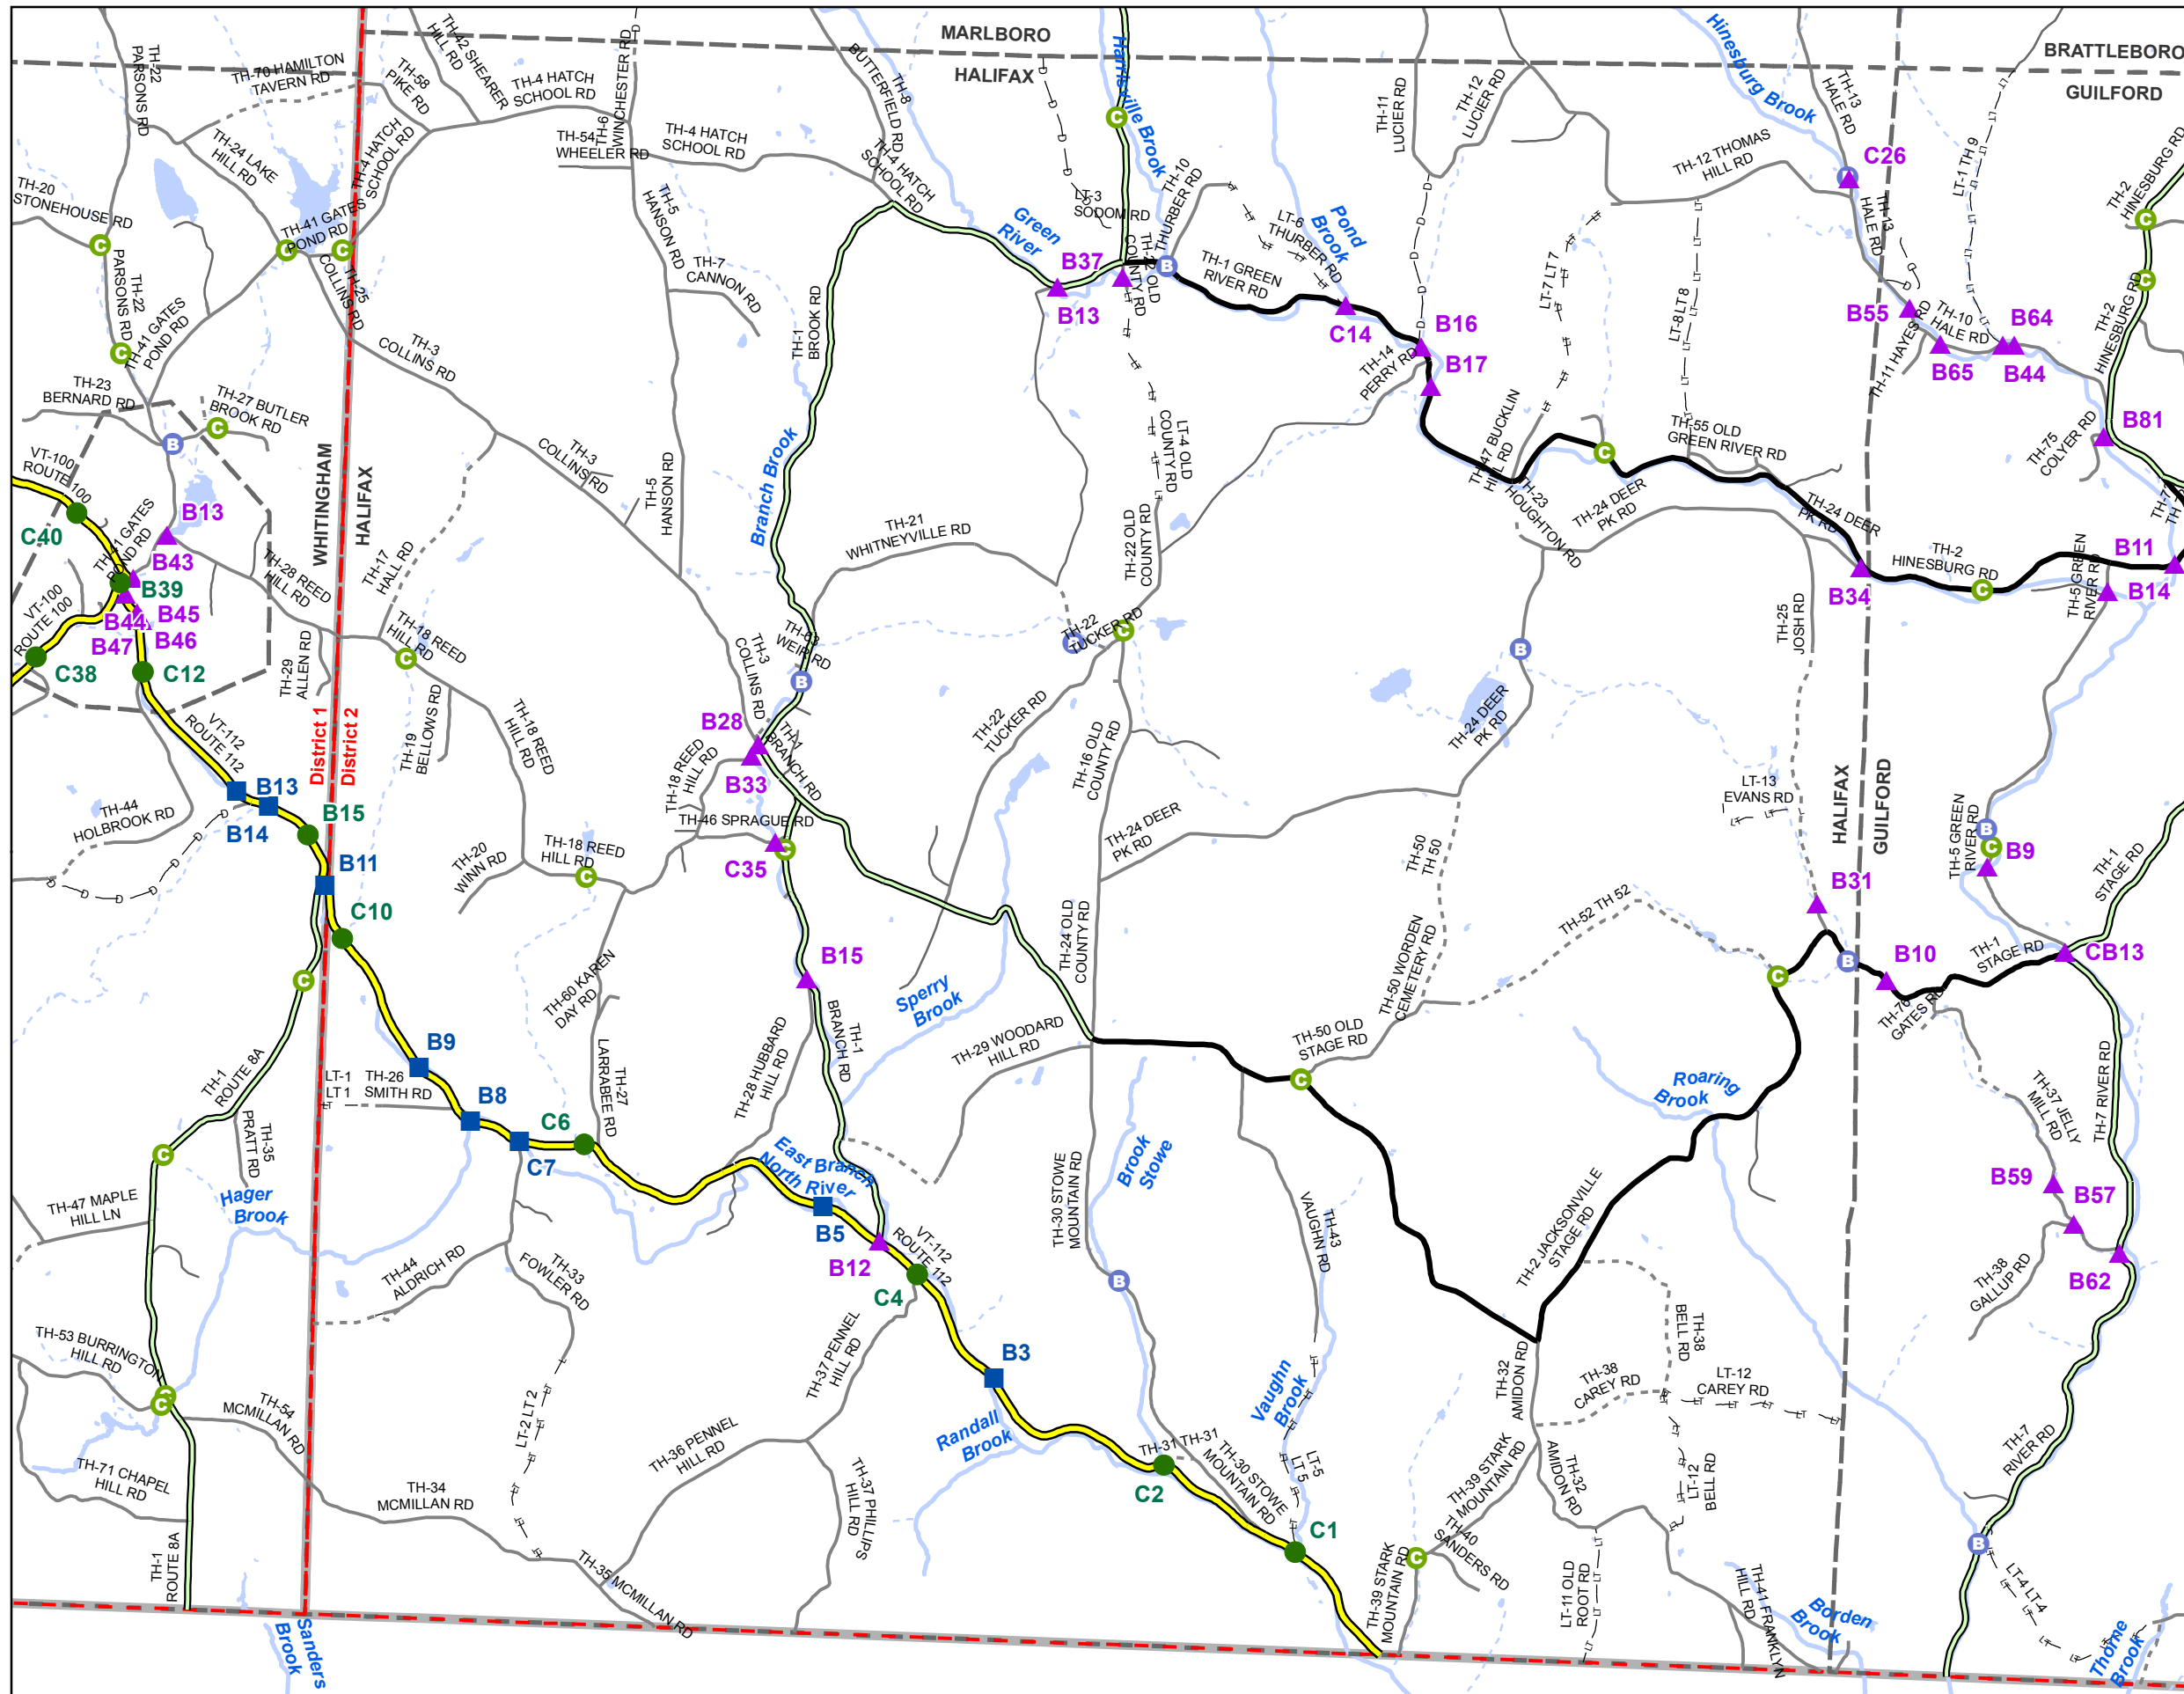 MARLBORO
HALIFAX
BRATTLEBORO
GUILFORD
TH-22
PARSONS RD
TH-70 HAMILTON
TAVERN RD
TH-58
PIKE RD
TH-42 SHEARER
HILL RD
TH-4 HATCH
SCHOOL RD
TH-6
WINCHESTER RD
TH-54
WHEELER RD
TH-4 HATCH
SCHOOL RD
TH-8
BUTTERFIELD RD
TH-4 HATCH
SCHOOL RD
Harrisville Brook
LT-3
SODOM RD
TH-10
THURBER RD
TH-11
LUCIER RD
TH-12
LUCIER RD
Hinesburg Brook
TH-13
HALE RD
C26
TH-12 THOMAS
HILL RD
LT-1 TH 9
TH-2
HINESBURG RD
TH-24 LAKE
HILL RD
TH-4 HATCH
SCHOOL RD
TH-20
STONEHOUSE RD
TH-41 GATES
POND RD
TH-25
COLLINS RD
TH-22
PARSONS RD
TH-41 GATES
POND RD
TH-5
HANSON RD
TH-7
CANNON RD
Green
River
B37
B13
TH-22 OLD
COUNTY RD
TH-1 GREEN
RIVER RD
LT-6
THURBER RD
Pond
Brook
C14
B16
B17
TH-14
PERRY RD
LT-7 LT 7
LT-8 LT 8
TH-13
HALE RD
B55
TH-10
HALE RD
B64
B65
B44
TH-11 HAYES RD
TH-2
HINESBURG RD
B81
TH-75
COLYER RD
TH-3
COLLINS RD
TH-1
BROOK RD
TH-23
BERNARD RD
TH-27 BUTLER
BROOK RD
WHITINGHAM
HALIFAX
VT-100
ROUTE 100
C40
TH-41 GATES
POND RD
B13
B43
B39
B45
B44
B46
B47
VT-100
ROUTE 100
C38
C12
TH-28 REED
HILL RD
TH-17
HALL RD
TH-18 REED
HILL RD
TH-29
ALLEN RD
TH-3
COLLINS RD
TH-5
HANSON RD
Branch Brook
TH-21
WHITNEYVILLE RD
LT-4 OLD
COUNTY RD
TH-22 OLD
COUNTY RD
TH-22
TUCKER RD
TH-47 BUCKLIN
HILL RD
TH-23
HOUGHTON RD
TH-24 DEER
PK RD
TH-55 OLD
GREEN RIVER RD
TH-24 DEER
PK RD
B34
TH-2
HINESBURG RD
TH-5 GREEN
RIVER RD
B11
B14
TH-25
JOSH RD
TH-3
COLLINS RD
TH-63
WEIR RD
B28
TH-1
BRANCH RD
B33
TH-18 REED
HILL RD
TH-46 SPRAGUE RD
C35
TH-22
TUCKER RD
TH-16 OLD
COUNTY RD
TH-24 DEER
PK RD
TH-24 DEER
PK RD
LT-13
EVANS RD
HALIFAX
GUILFORD
TH-5 GREEN
RIVER RD
B9
TH-1
STAGE RD
VT-112
ROUTE 112
District 1
District 2
TH-19
BELLOWS RD
TH-18 REED
HILL RD
TH-44
HOLBROOK RD
B13
B14
B15
B11
C10
TH-20
WINN RD
TH-18 REED
HILL RD
TH-50
TH 50
TH-52 TH 52
B31
B10
TH-1
STAGE RD
CB13
TH-76
GATES RD
TH-60 KAREN
DAY RD
B15
TH-1
BRANCH RD
Sperry
Brook
TH-24 OLD
COUNTY RD
TH-50 WORDEN
CEMETERY RD
TH-50 OLD
STAGE RD
TH-29 WOODARD
HILL RD
TH-28 HUBBARD
HILL RD
B9
B8
C7
C6
LT-1
LT 1
TH-26
SMITH RD
TH-27
LARRABEE RD
TH-1
ROUTE 8A
TH-35
PRATT RD
Roaring
Brook
TH-37 JELLY
MILL RD
TH-7 RIVER RD
B59
B57
B62
TH-38
GALLUP RD
TH-47 MAPLE
HILL LN
Hager
Brook
East Branch
North River
B5
B12
VT-112
ROUTE 112
C4
TH-30 STOWE
MOUNTAIN RD
Brook
Stowe
TH-43
VAUGHN RD
TH-2 JACKSONVILLE
STAGE RD
TH-44
ALDRICH RD
TH-33
FOWLER RD
TH-53 BURRINGTON
HILL RD
TH-54
MCMILLAN RD
TH-37 PENNEL
HILL RD
B3
Randall
Brook
Vaughn
Brook
TH-32
AMIDON RD
TH-38
CAREY RD
TH-38
BELL RD
LT-12
CAREY RD
LT-2 LT 2
TH-36 PENNEL
HILL RD
TH-31 TH-31
C2
TH-30 STOWE
MOUNTAIN RD
LT-5
LT 5
C1
TH-39 STARK
MOUNTAIN RD
TH-32
AMIDON RD
LT-12
BELL RD
TH-7
RIVER RD
TH-71 CHAPEL
HILL RD
TH-34
MCMILLAN RD
TH-37 PHILLIPS
HILL RD
TH-40
SANDERS RD
TH-1
ROUTE 8A
TH-35 MCMILLAN RD
TH-39 STARK
MOUNTAIN RD
LT-11 OLD
ROOT RD
TH-41 FRANKLYN
HILL RD
Borden
Brook
LT-4 LT-4
Thorne
Brook
Sanders
Brook